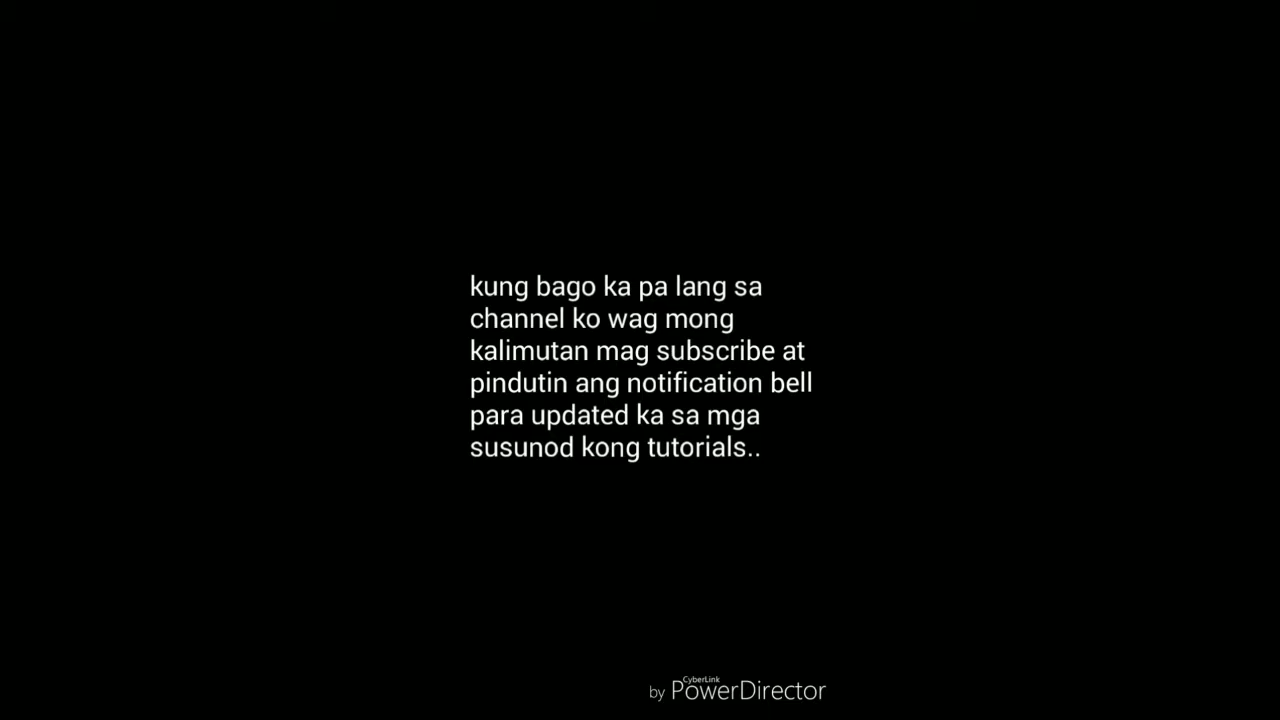 kung bago ka pa lang sa
channel ko wag mong
kalimutan mag subscribe at
pindutin ang notification bell
para updated ka sa mga
susunod kong tutorials..
CyberLink
by PowerDirector